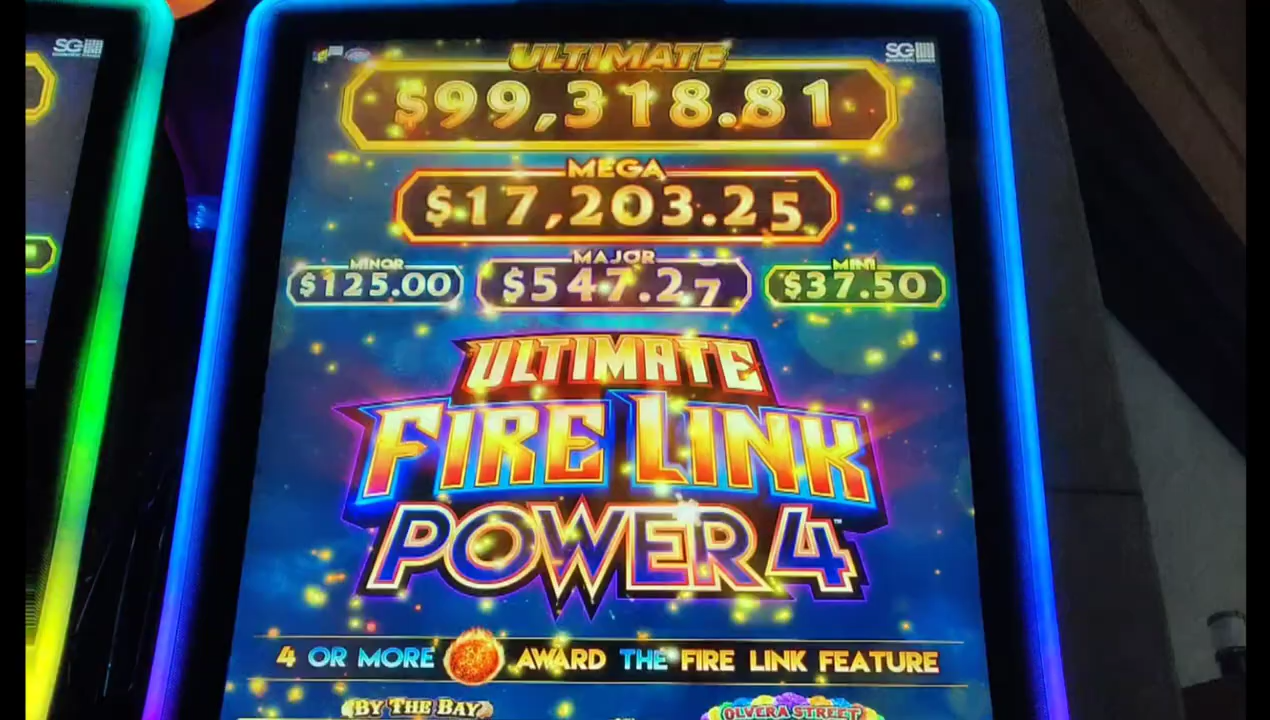 SG
SG
ULTIMATE
$99,318.81
MEGA
$17,203.25
MINOR
$125.00
MAJOR
$547.27
MINI
$37.50
ULTIMATE
FIRE LINK
POWER 4™
4 OR MORE AWARD THE FIRE LINK FEATURE
BY THE BAY
OLVERA STREET